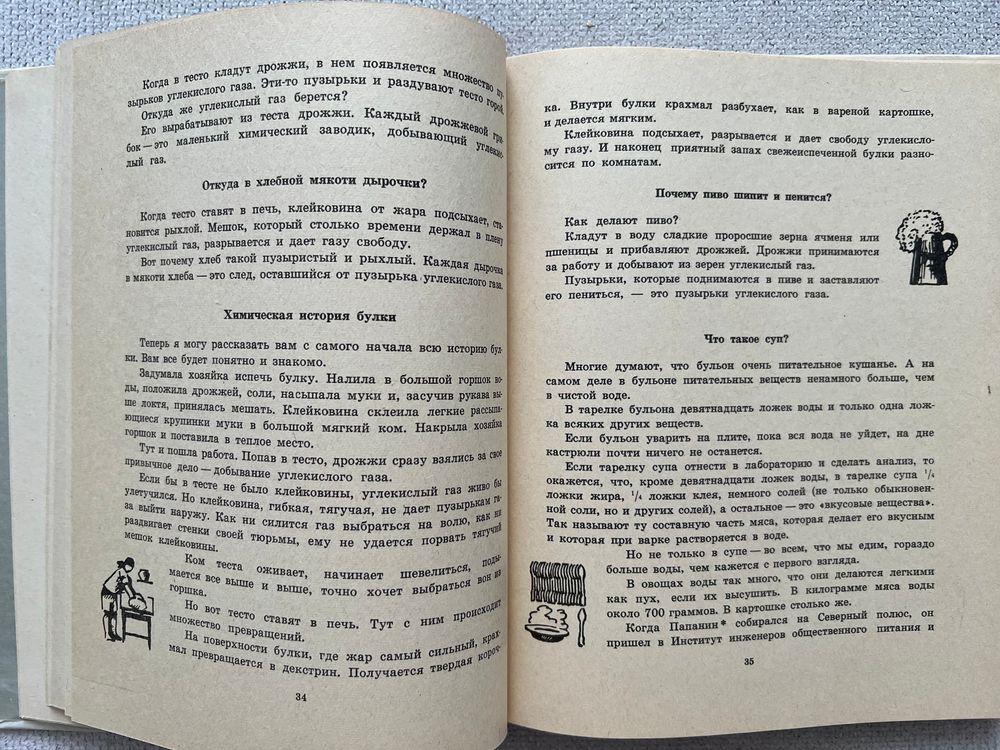 Когда в тесто кладут дрожжи, в нем появляется множество пу-
зырьков углекислого газа. Эти-то пузырьки и раздувают тесто горой.
Откуда же углекислый газ берется?
Его вырабатывают из теста дрожжи. Каждый дрожжевой гри-
бок — это маленький химический заводик, добывающий углекис-
лый газ.
Откуда в хлебной мякоти дырочки?
Когда тесто ставят в печь, клейковина от жара подсыхает, ста-
новится рыхлой. Мешок, который столько времени держал в плену
углекислый газ, разрывается и дает газу свободу.
Вот почему хлеб такой пузыристый и рыхлый. Каждая дырочка
в мякоти хлеба — это след, оставшийся от пузырька углекислого газа.
Химическая история булки
Теперь я могу рассказать вам с самого начала всю историю бул-
ки. Вам все будет понятно и знакомо.
Задумала хозяйка испечь булку. Налила в большой горшок во-
ды, положила дрожжей, соли, насыпала муки и, засучив рукава вы-
ше локтя, принялась мешать. Клейковина склеила легкие рассыпа-
ющиеся крупинки муки в большой мягкий ком. Накрыла хозяйка
горшок и поставила в теплое место.
Тут и пошла работа. Попав в тесто, дрожжи сразу взялись за свое
привычное дело — добывание углекислого газа.
Если бы в тесте не было клейковины, углекислый газ живо бы
улетучился. Но клейковина, гибкая, тягучая, не дает пузырькам га-
за выйти наружу. Как ни силится газ выбраться на волю, как ни
раздвигает стенки своей тюрьмы, ему не удается порвать тягучий
мешок клейковины.
Ком теста оживает, начинает шевелиться, поды-
мается все выше и выше, точно хочет выбраться вон из
горшка.
Но вот тесто ставят в печь. Тут с ним происходит
множество превращений.
На поверхности булки, где жар самый сильный, крах-
мал превращается в декстрин. Получается твердая короч-
34
ка. Внутри булки крахмал разбухает, как в вареной картошке,
и делается мягким.
Клейковина подсыхает, разрывается и дает свободу углекисло-
му газу. И наконец приятный запах свежеиспеченной булки разно-
сится по комнатам.
Почему пиво шипит и пенится?
Как делают пиво?
Кладут в воду сладкие проросшие зерна ячменя или
пшеницы и прибавляют дрожжей. Дрожжи принимаются
за работу и добывают из зерен углекислый газ.
Пузырьки, которые поднимаются в пиве и заставляют
его пениться, — это пузырьки углекислого газа.
Что такое суп?
Многие думают, что бульон очень питательное кушанье. А на
самом деле в бульоне питательных веществ ненамного больше, чем
в чистой воде.
В тарелке бульона девятнадцать ложек воды и только одна лож-
ка всяких других веществ.
Если бульон уварить на плите, пока вся вода не уйдет, на дне
кастрюли почти ничего не останется.
Если тарелку супа отнести в лабораторию и сделать анализ, то
окажется, что, кроме девятнадцати ложек воды, в тарелке супа 1/4
ложки жира, 1/4 ложки клея, немного солей (не только обыкновен-
ной соли, но и других солей), а остальное — это «вкусовые вещества».
Так называют ту составную часть мяса, которая делает его вкусным
и которая при варке растворяется в воде.
Но не только в супе — во всем, что мы едим, гораздо
больше воды, чем кажется с первого взгляда.
В овощах воды так много, что они делаются легкими
как пух, если их высушить. В килограмме мяса воды
около 700 граммов. В картошке столько же.
Когда Папанин* собирался на Северный полюс, он
пришел в Институт инженеров общественного питания и
35